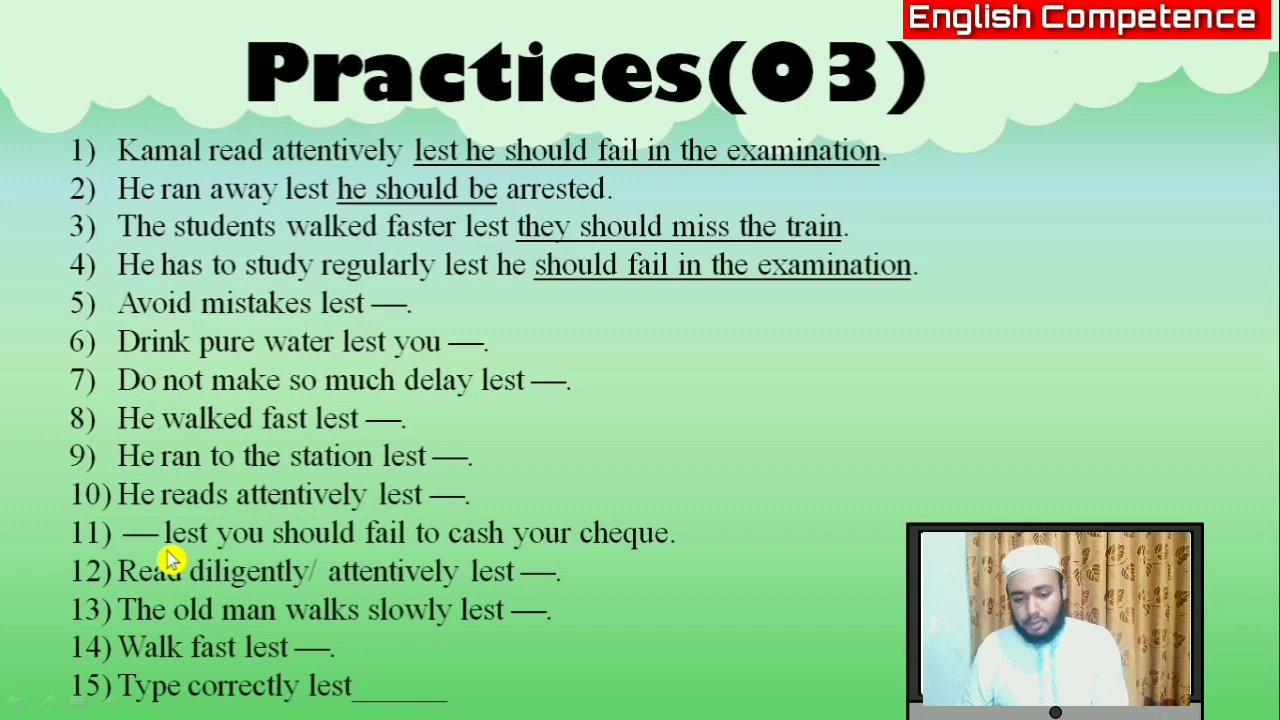 English Competence
Practices(03)
1) Kamal read attentively lest he should fail in the examination.
2) He ran away lest he should be arrested.
3) The students walked faster lest they should miss the train.
4) He has to study regularly lest he should fail in the examination.
5) Avoid mistakes lest —.
6) Drink pure water lest you —.
7) Do not make so much delay lest —.
8) He walked fast lest —.
9) He ran to the station lest —.
10) He reads attentively lest —.
11) — lest you should fail to cash your cheque.
12) Read diligently/ attentively lest —.
13) The old man walks slowly lest —.
14) Walk fast lest —.
15) Type correctly lest______